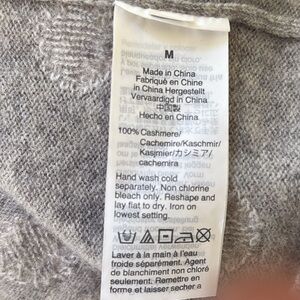 M
Made in China
Fabriqué en Chine
in China Hergestellt
Vervaardigd in China
中国製
Hecho en China
100% Cashmere/
Cachemire/Kaschmir/
Kasjmier/カシミア/
cachemira
Hand wash cold
separately. Non chlorine
bleach only. Reshape and
lay flat to dry. Iron on
lowest setting.
Laver à la main à l'eau
froide séparément. Agent
de blanchiment non chloré
seulement. Remettre en
forme et laisser sécher a